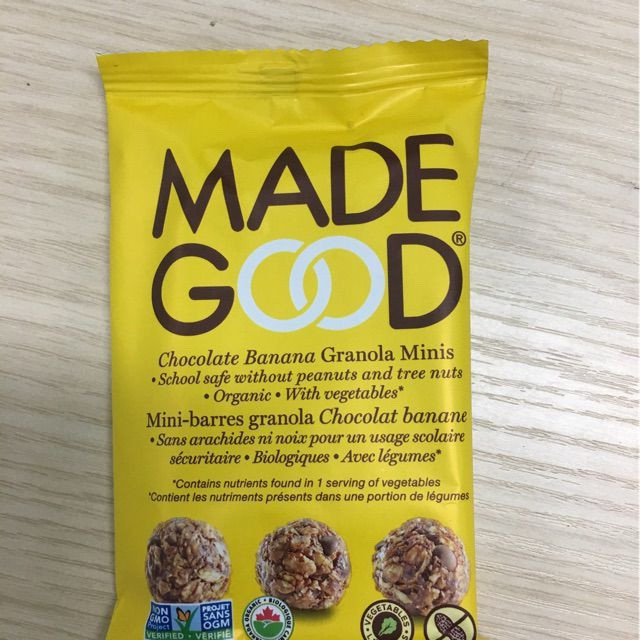 MADE
GOOD®
Chocolate Banana Granola Minis
• School safe without peanuts and tree nuts
• Organic • With vegetables*
Mini-barres granola Chocolat banane
• Sans arachides ni noix pour un usage scolaire
sécuritaire • Biologiques • Avec légumes*
*Contains nutrients found in 1 serving of vegetables
*Contient les nutriments présents dans une portion de légumes
NON
GMO
Project
VERIFIED • VÉRIFIÉ
PROJET
SANS
OGM
ORGANIC • BIOLOGIQUE
VEGETABLES